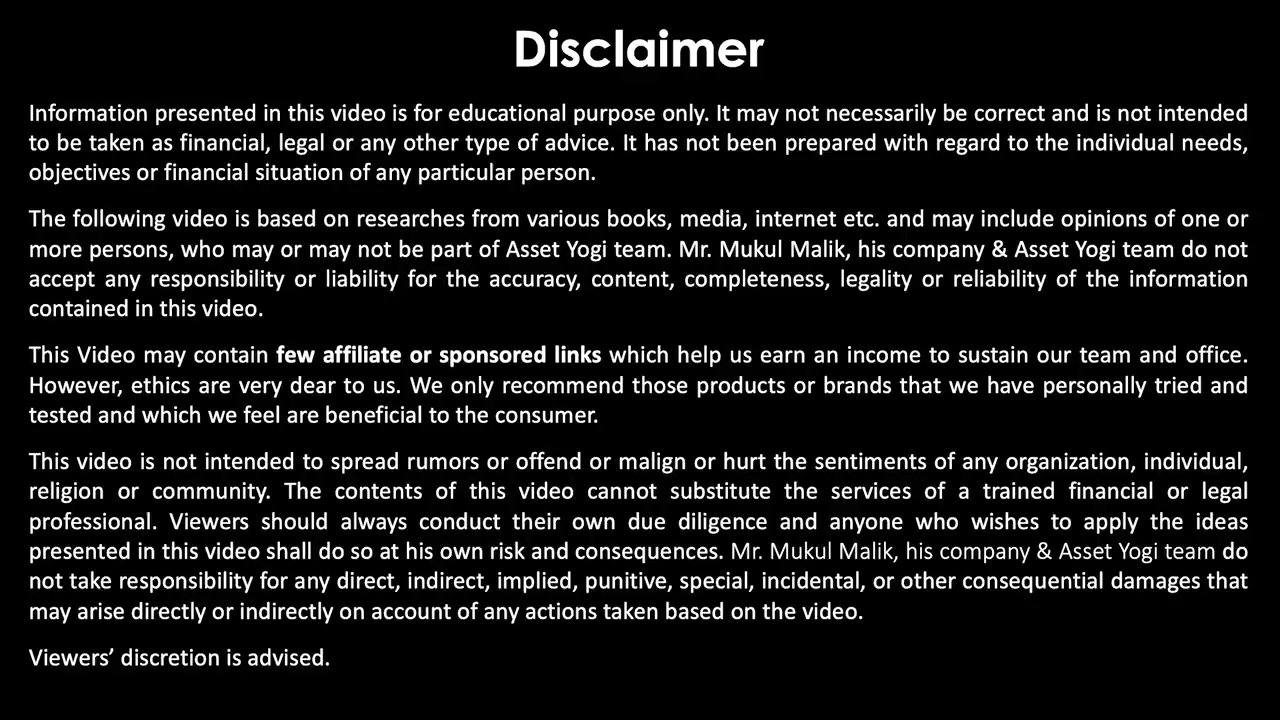 Disclaimer
Information presented in this video is for educational purpose only. It may not necessarily be correct and is not intended
to be taken as financial, legal or any other type of advice. It has not been prepared with regard to the individual needs,
objectives or financial situation of any particular person.
The following video is based on researches from various books, media, internet etc. and may include opinions of one or
more persons, who may or may not be part of Asset Yogi team. Mr. Mukul Malik, his company & Asset Yogi team do not
accept any responsibility or liability for the accuracy, content, completeness, legality or reliability of the information
contained in this video.
This Video may contain few affiliate or sponsored links which help us earn an income to sustain our team and office.
However, ethics are very dear to us. We only recommend those products or brands that we have personally tried and
tested and which we feel are beneficial to the consumer.
This video is not intended to spread rumors or offend or malign or hurt the sentiments of any organization, individual,
religion or community. The contents of this video cannot substitute the services of a trained financial or legal
professional. Viewers should always conduct their own due diligence and anyone who wishes to apply the ideas
presented in this video shall do so at his own risk and consequences. Mr. Mukul Malik, his company & Asset Yogi team do
not take responsibility for any direct, indirect, implied, punitive, special, incidental, or other consequential damages that
may arise directly or indirectly on account of any actions taken based on the video.
Viewers’ discretion is advised.